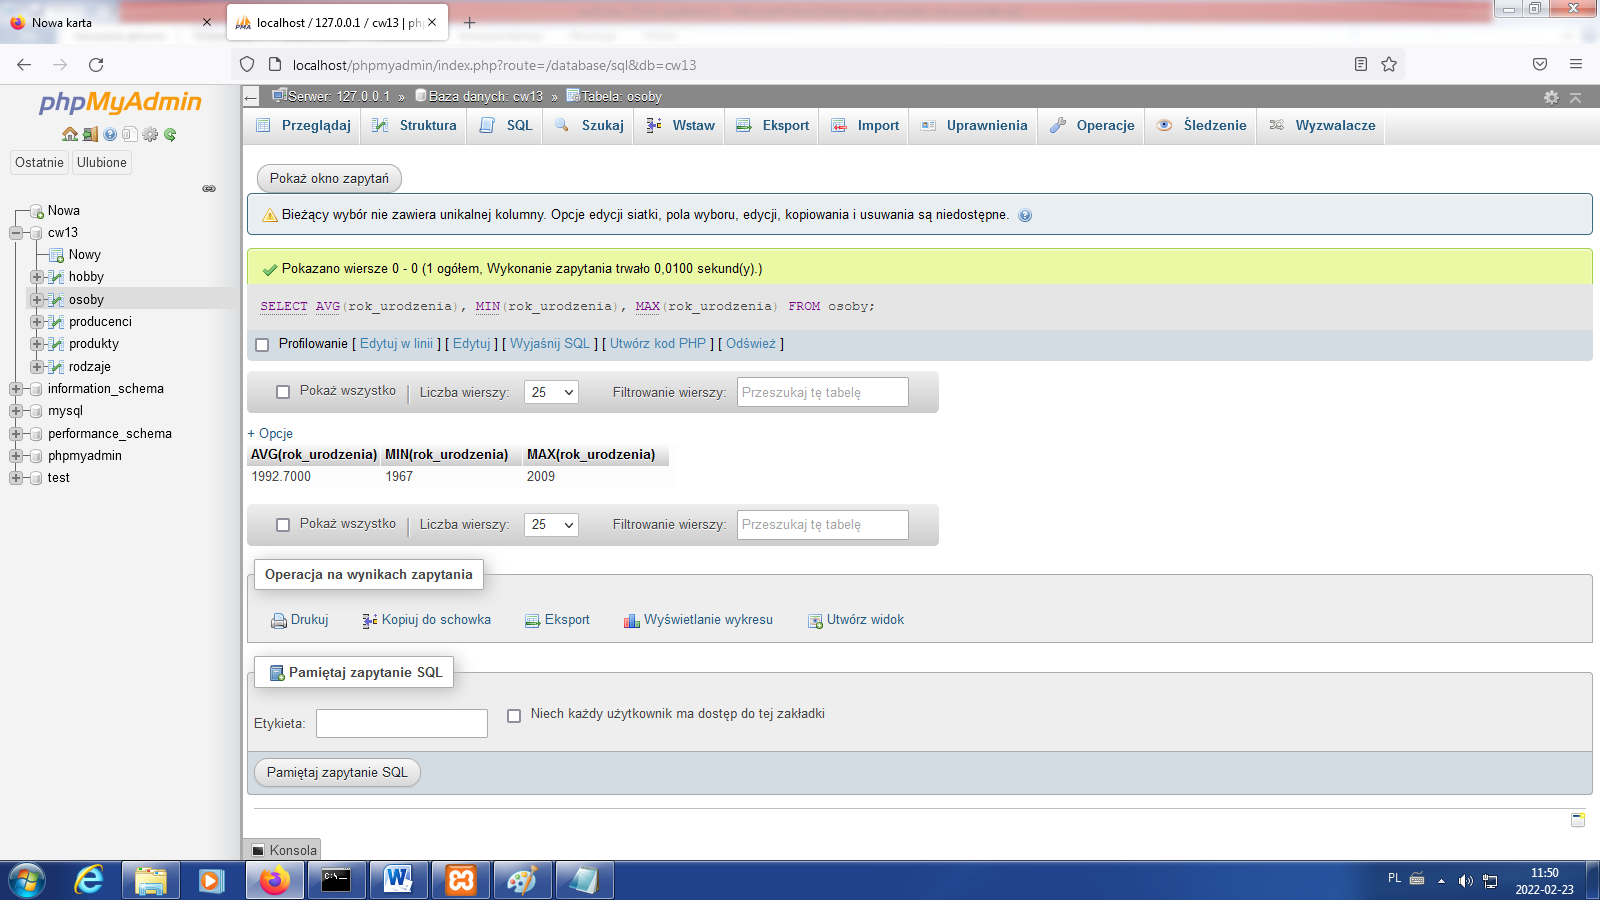 Nowa karta
localhost / 127.0.0.1 / cw13 | ph
localhost/phpmyadmin/index.php?route=/database/sql&db=cw13
phpMyAdmin
Ostatnie Ulubione
Nowa
cw13
Nowy
hobby
osoby
producenci
produkty
rodzaje
information_schema
mysql
performance_schema
phpmyadmin
test
Serwer: 127.0.0.1 » Baza danych: cw13 » Tabela: osoby
Przeglądaj Struktura SQL Szukaj Wstaw Eksport Import Uprawnienia Operacje Śledzenie Wyzwalacze
Pokaż okno zapytań
Bieżący wybór nie zawiera unikalnej kolumny. Opcje edycji siatki, pola wyboru, edycji, kopiowania i usuwania są niedostępne.
Pokazano wiersze 0 - 0 (1 ogółem, Wykonanie zapytania trwało 0,0100 sekund(y).)
SELECT AVG(rok_urodzenia), MIN(rok_urodzenia), MAX(rok_urodzenia) FROM osoby;
Profilowanie [ Edytuj w linii ] [ Edytuj ] [ Wyjaśnij SQL ] [ Utwórz kod PHP ] [ Odśwież ]
Pokaż wszystko | Liczba wierszy: 25 Filtrowanie wierszy: Przeszukaj tę tabelę
+ Opcje
AVG(rok_urodzenia) MIN(rok_urodzenia) MAX(rok_urodzenia)
1992.7000 1967 2009
Pokaż wszystko | Liczba wierszy: 25 Filtrowanie wierszy: Przeszukaj tę tabelę
Operacja na wynikach zapytania
Drukuj Kopiuj do schowka Eksport Wyświetlanie wykresu Utwórz widok
Pamiętaj zapytanie SQL
Etykieta: Niech każdy użytkownik ma dostęp do tej zakładki
Pamiętaj zapytanie SQL
Konsola
PL 11:50
2022-02-23